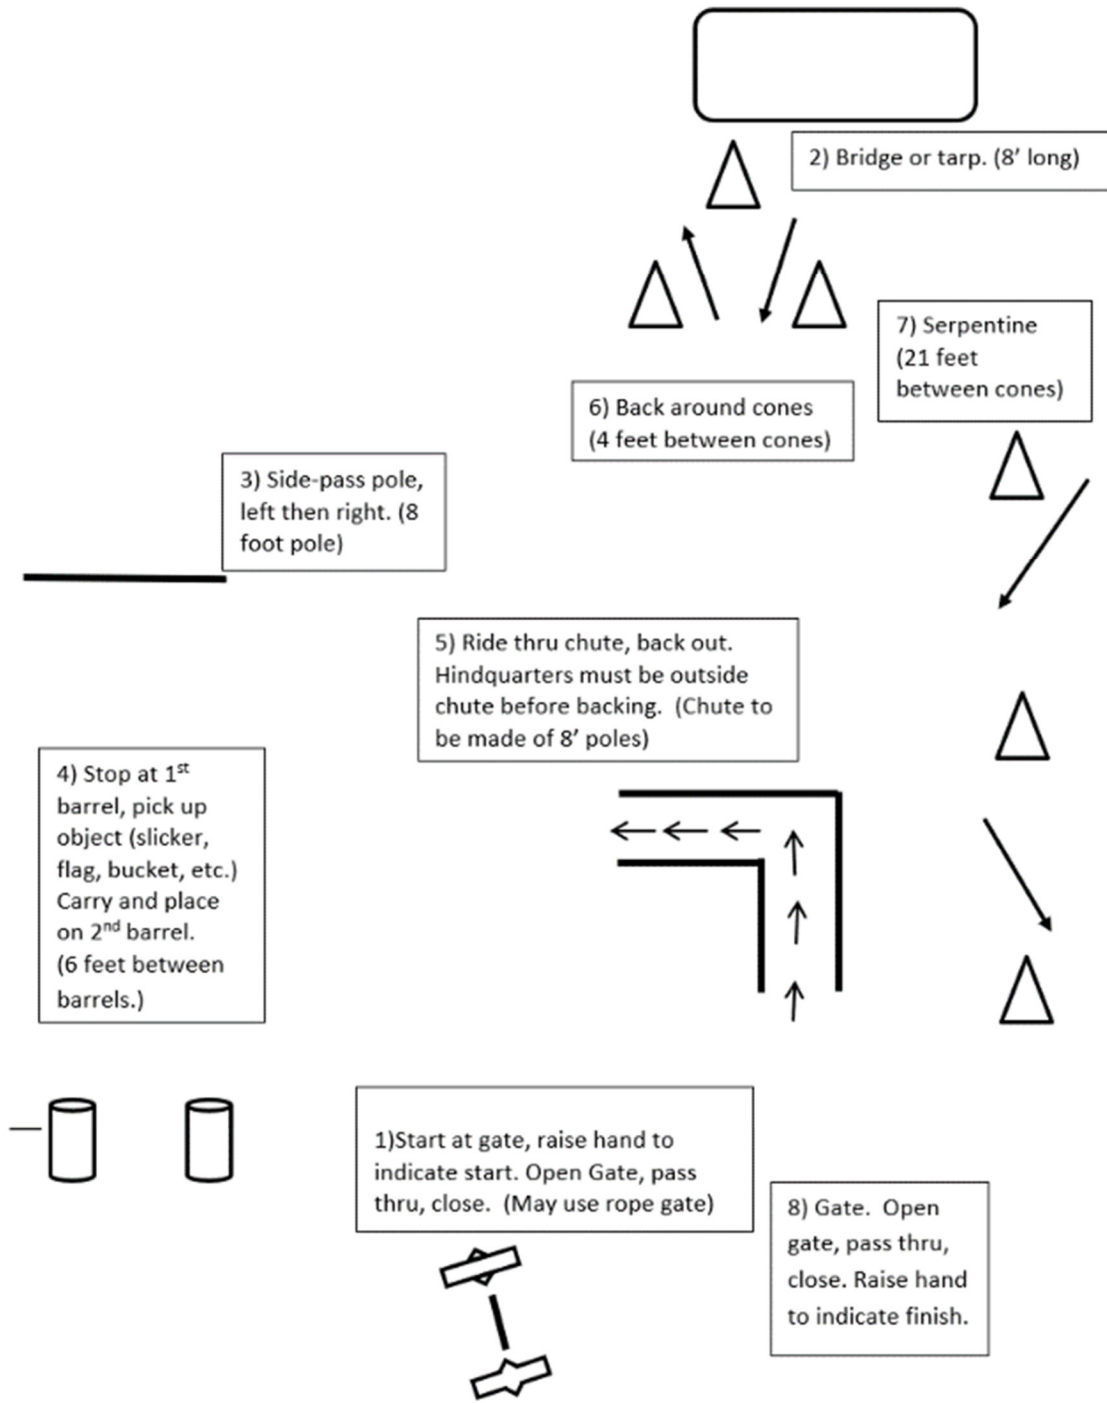 2) Bridge or tarp. (8’ long)
7) Serpentine
(21 feet
between cones)
6) Back around cones
(4 feet between cones)
3) Side-pass pole,
left then right. (8
foot pole)
5) Ride thru chute, back out.
Hindquarters must be outside
chute before backing.  (Chute to
be made of 8’ poles)
4) Stop at 1st
barrel, pick up
object (slicker,
flag, bucket, etc.)
Carry and place
on 2nd barrel.
(6 feet between
barrels.)
1)Start at gate, raise hand to
indicate start. Open Gate, pass
thru, close.  (May use rope gate)
8) Gate.  Open
gate, pass thru,
close. Raise hand
to indicate finish.